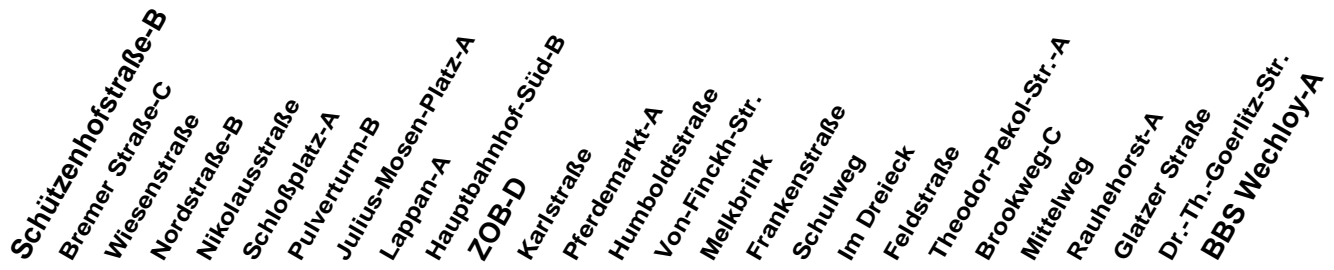 Schützenhofstraße-B
Bremer Straße-C
Wiesenstraße
Nordstraße-B
Nikolausstraße
Schloßplatz-A
Pulverturm-B
Julius-Mosen-Platz-A
Lappan-A
Hauptbahnhof-Süd-B
ZOB-D
Karlstraße
Pferdemarkt-A
Humboldtstraße
Von-Finckh-Str.
Melkbrink
Frankenstraße
Schulweg
Im Dreieck
Feldstraße
Theodor-Pekol-Str.-A
Brookweg-C
Mittelweg
Rauhehorst-A
Glatzer Straße
Dr.-Th.-Goerlitz-Str.
BBS Wechloy-A